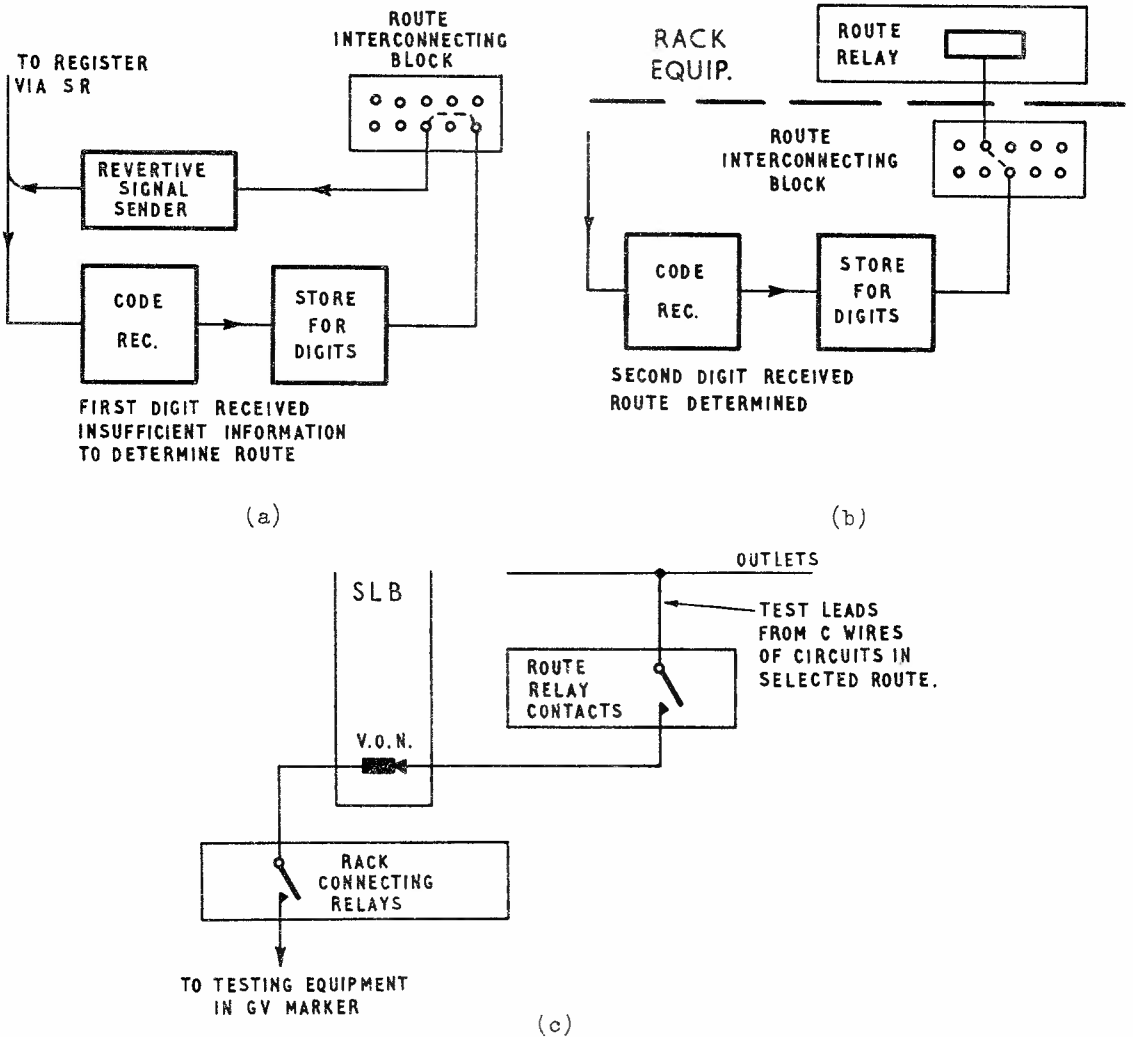 TO REGISTER
VIA SR
ROUTE
INTERCONNECTING
BLOCK
REVERTIVE
SIGNAL
SENDER
CODE
REC.
STORE
FOR
DIGITS
FIRST DIGIT RECEIVED
INSUFFICIENT INFORMATION
TO DETERMINE ROUTE
(a)
RACK
EQUIP.
ROUTE
RELAY
ROUTE
INTERCONNECTING
BLOCK
CODE
REC.
STORE
FOR
DIGITS
SECOND DIGIT RECEIVED
ROUTE DETERMINED
(b)
SLB
OUTLETS
TEST LEADS
FROM C WIRES
OF CIRCUITS IN
SELECTED ROUTE.
ROUTE
RELAY
CONTACTS
V.O.N.
RACK
CONNECTING
RELAYS
TO TESTING EQUIPMENT
IN GV MARKER
(c)